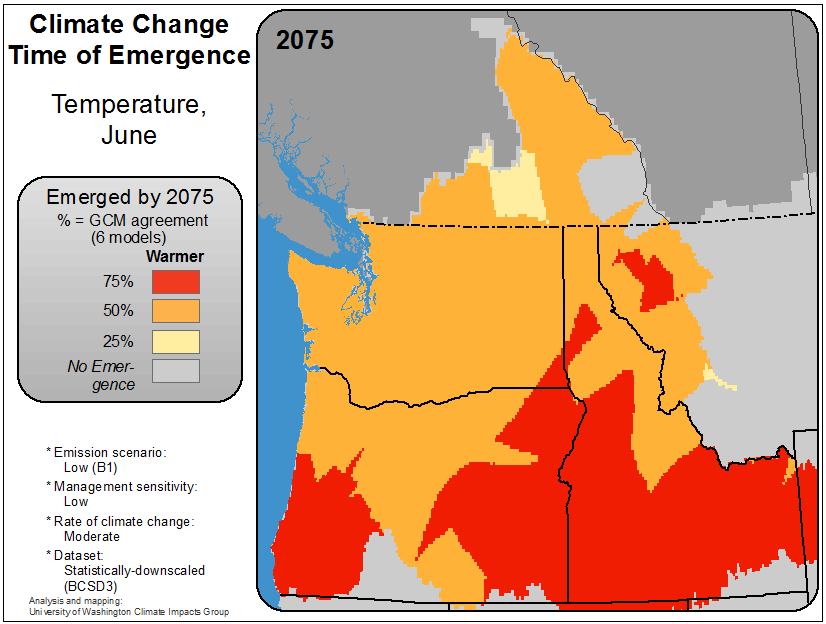 Climate Change
Time of Emergence
Temperature,
June
Emerged by 2075
% = GCM agreement
(6 models)
Warmer
75%
50%
25%
No Emer-
gence
* Emission scenario:
Low (B1)
* Management sensitivity:
Low
* Rate of climate change:
Moderate
* Dataset:
Statistically-downscaled
(BCSD3)
Analysis and mapping:
University of Washington Climate Impacts Group
2075